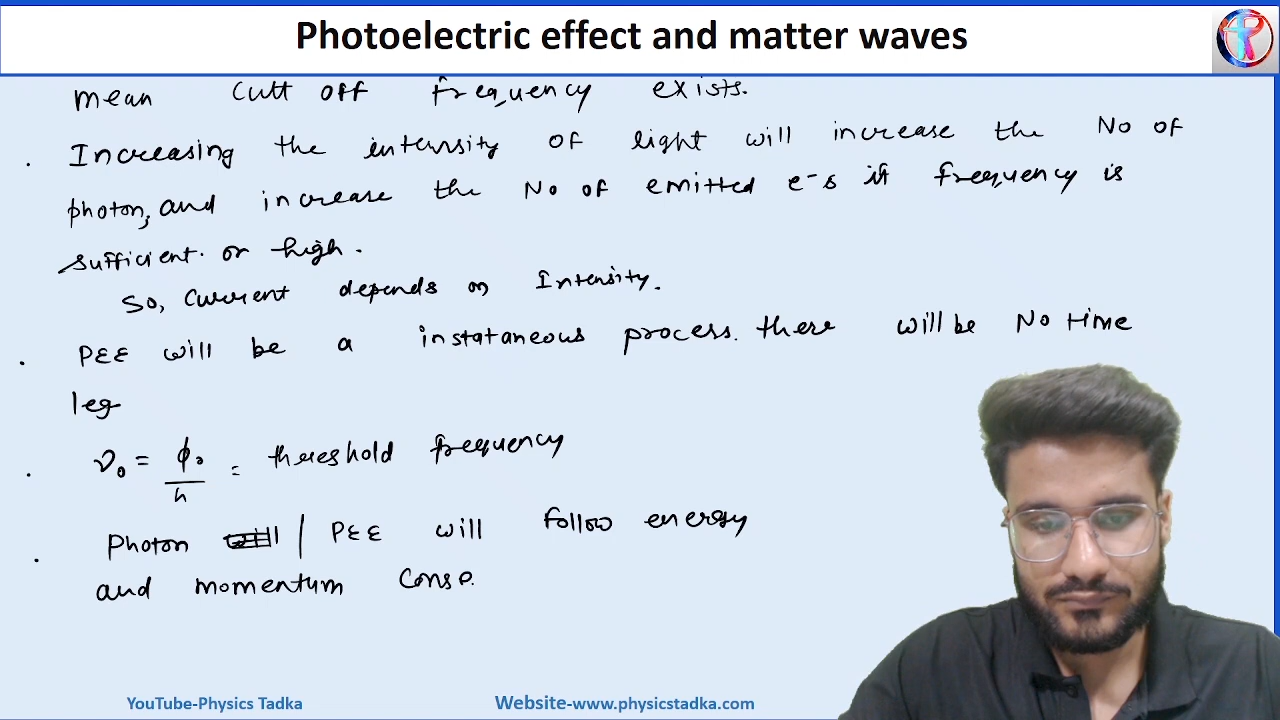 Photoelectric effect and matter waves
mean cutt off frequency exists.
. Increasing the intensity of light will increase the No of
photon, and increase the No of emitted e-s if frequency is
sufficient. or high.
So, current depends on Intensity.
. PEE will be a instataneous process. there will be No time
leg
. ν₀ = ϕ₀/h = threshold frequency
. Photon | PEE will follow energy
and momentum conse.
YouTube-Physics Tadka Website-www.physicstadka.com